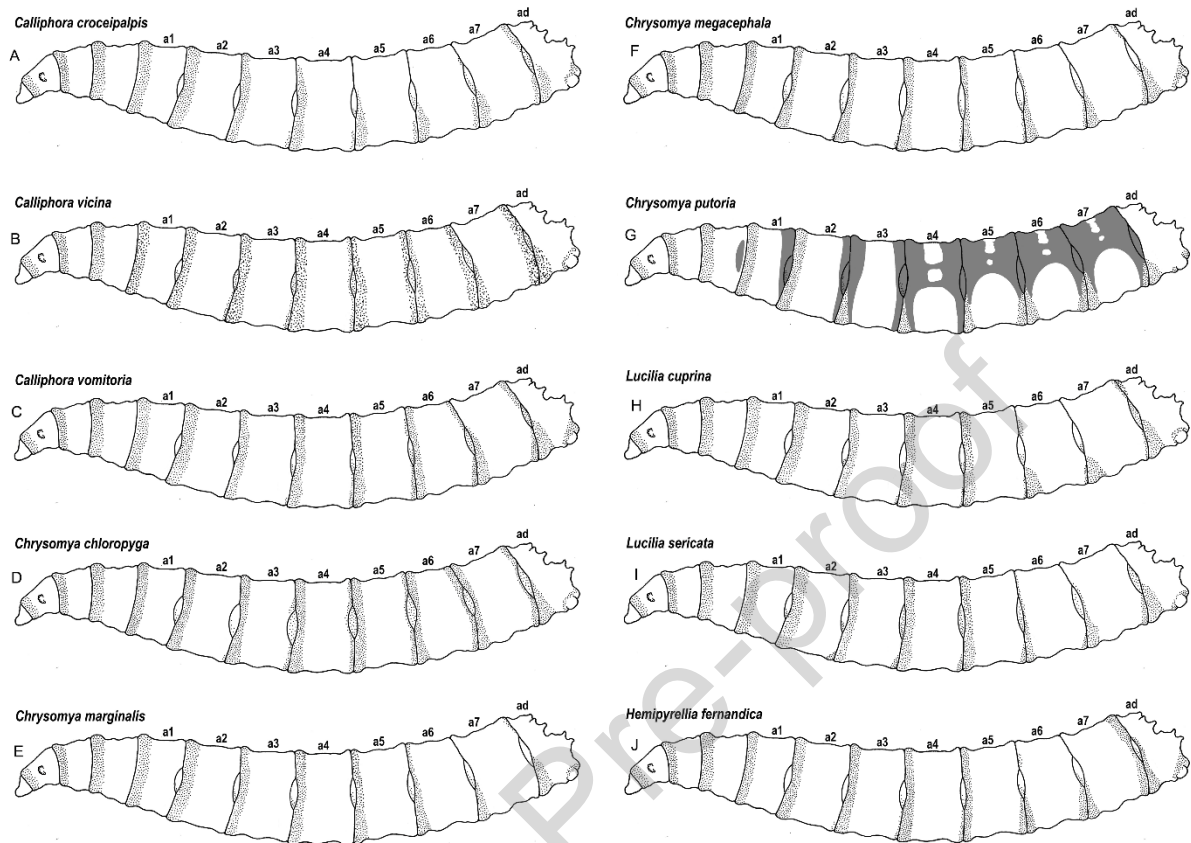 Calliphora croceipalpis
A
a1 a2 a3 a4 a5 a6 a7 ad
Calliphora vicina
B
a1 a2 a3 a4 a5 a6 a7 ad
Calliphora vomitoria
C
a1 a2 a3 a4 a5 a6 a7 ad
Chrysomya chloropyga
D
a1 a2 a3 a4 a5 a6 a7 ad
Chrysomya marginalis
E
a1 a2 a3 a4 a5 a6 a7 ad
Chrysomya megacephala
F
a1 a2 a3 a4 a5 a6 a7 ad
Chrysomya putoria
G
a1 a2 a3 a4 a5 a6 a7 ad
Lucilia cuprina
H
a1 a2 a3 a4 a5 a6 a7 ad
Lucilia sericata
I
a1 a2 a3 a4 a5 a6 a7 ad
Hemipyrellia fernandica
J
a1 a2 a3 a4 a5 a6 a7 ad
Pre-proof